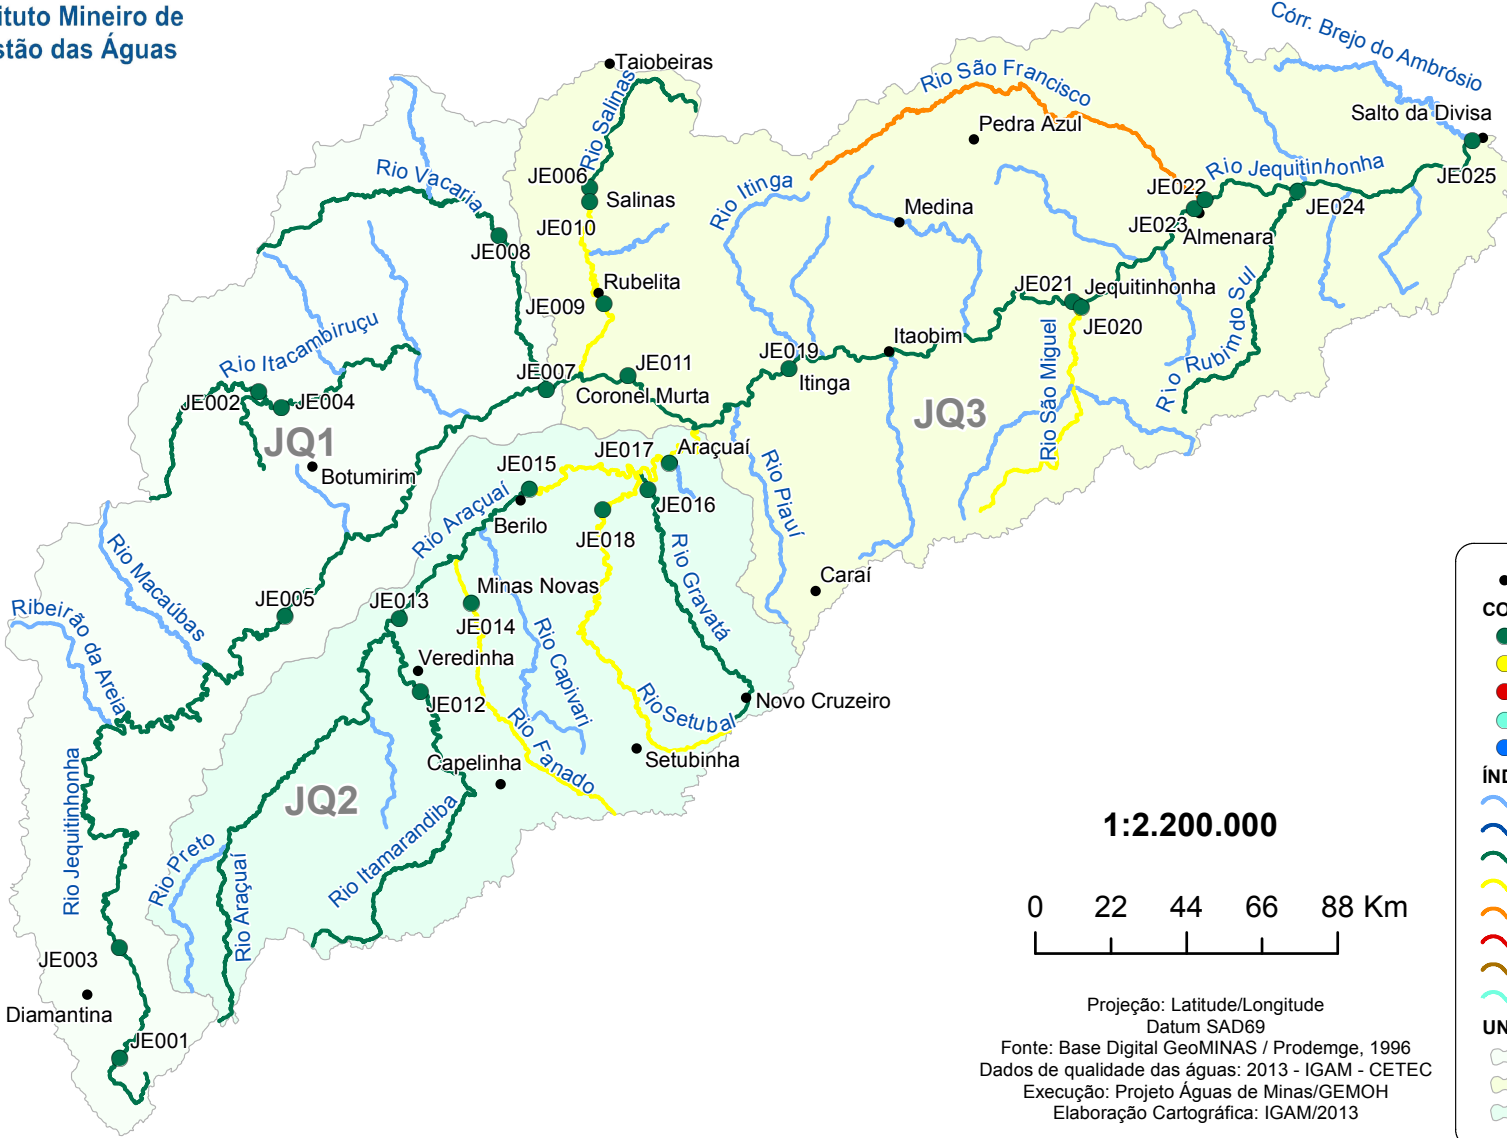 ituto Mineiro de
stão das Águas
Taiobeiras
Rio Salinas
Rio São Francisco
Córr. Brejo do Ambrósio
Pedra Azul
Salto da Divisa
Rio Vacaria
JE006
Salinas
JE010
Rio Itinga
Medina
JE022
Rio Jequitinhonha
JE025
JE024
JE023
Almenara
JE008
Rubelita
JE009
JE021
Jequitinhonha
JE020
Rio Rubim do Sul
Rio Itacambiruçu
JE019
Itaobim
Itinga
JE007
JE011
Coronel Murta
JE002
JE004
JQ1
JQ3
Rio São Miguel
Botumirim
JE015
JE017
Araçuaí
Rio Piauí
Rio Araçuaí
Berilo
JE016
JE018
Rio Gravatá
Rio Macaúbas
Ribeirão da Areia
JE005
JE013
Minas Novas
JE014
Caraí
Veredinha
Rio Capivari
JE012
Rio Setubal
Novo Cruzeiro
Rio Fanado
Setubinha
Capelinha
Rio Jequitinhonha
JQ2
Rio Preto
Rio Araçuaí
Rio Itamarandiba
JE003
Diamantina
JE001
1:2.200.000
0 22 44 66 88 Km
Projeção: Latitude/Longitude
Datum SAD69
Fonte: Base Digital GeoMINAS / Prodemge, 1996
Dados de qualidade das águas: 2013 - IGAM - CETEC
Execução: Projeto Águas de Minas/GEMOH
Elaboração Cartográfica: IGAM/2013
CO
ÍND
UN